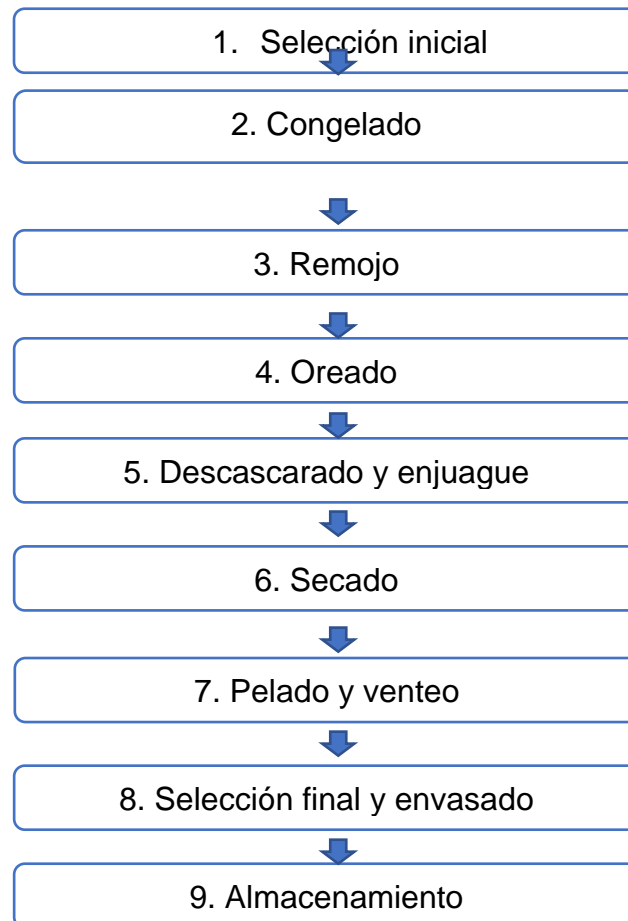 1. Selección inicial
2. Congelado
3. Remojo
4. Oreado
5. Descascarado y enjuague
6. Secado
7. Pelado y venteo
8. Selección final y envasado
9. Almacenamiento